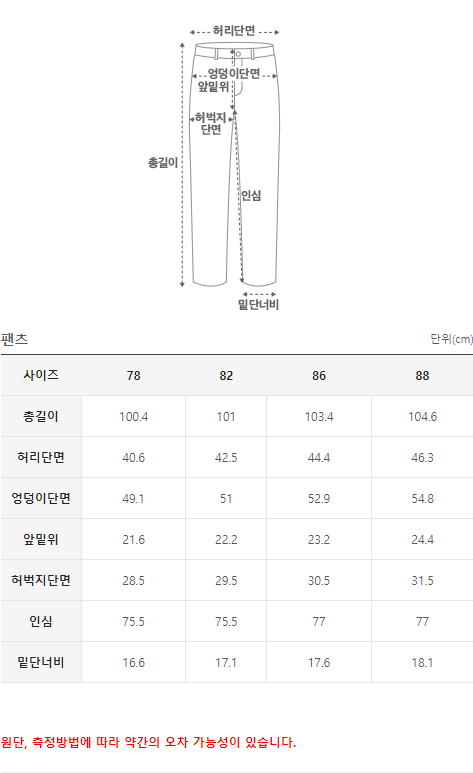 허리단면
엉덩이단면
앞밑위
허벅지
단면
총길이
인심
밑단너비
팬츠 단위(cm)
사이즈 78 82 86 88
총길이 100.4 101 103.4 104.6
허리단면 40.6 42.5 44.4 46.3
엉덩이단면 49.1 51 52.9 54.8
앞밑위 21.6 22.2 23.2 24.4
허벅지단면 28.5 29.5 30.5 31.5
인심 75.5 75.5 77 77
밑단너비 16.6 17.1 17.6 18.1
원단, 측정방법에 따라 약간의 오차 가능성이 있습니다.